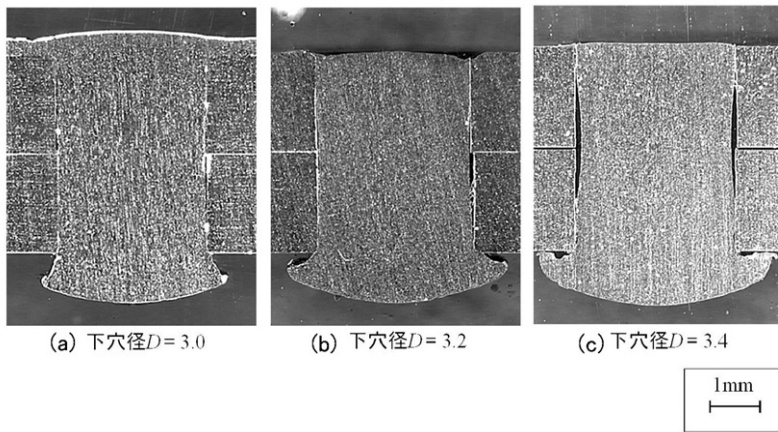 (a) 下穴径D = 3.0
(b) 下穴径D = 3.2
(c) 下穴径D = 3.4
1mm